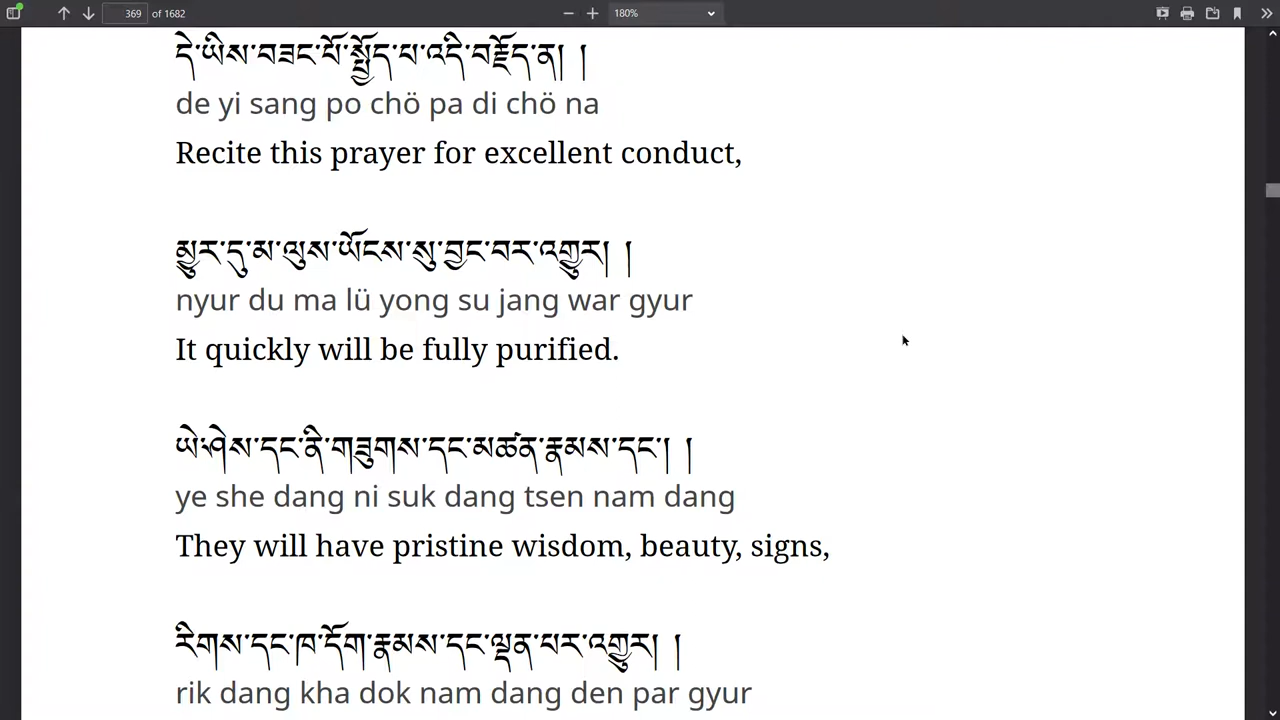 369 of 1682
180%
དེ་ཡིས་བཟང་པོ་སྤྱོད་པ་འདི་བརྗོད་ན། །
de yi sang po chö pa di chö na
Recite this prayer for excellent conduct,
མྱུར་དུ་མ་ལུས་ཡོངས་སུ་བྱང་བར་འགྱུར། །
nyur du ma lü yong su jang war gyur
It quickly will be fully purified.
ཡེ་ཤེས་དང་ནི་གཟུགས་དང་མཚན་རྣམས་དང་། །
ye she dang ni suk dang tsen nam dang
They will have pristine wisdom, beauty, signs,
རིགས་དང་ཁ་དོག་རྣམས་དང་ལྡན་པར་འགྱུར། །
rik dang kha dok nam dang den par gyur